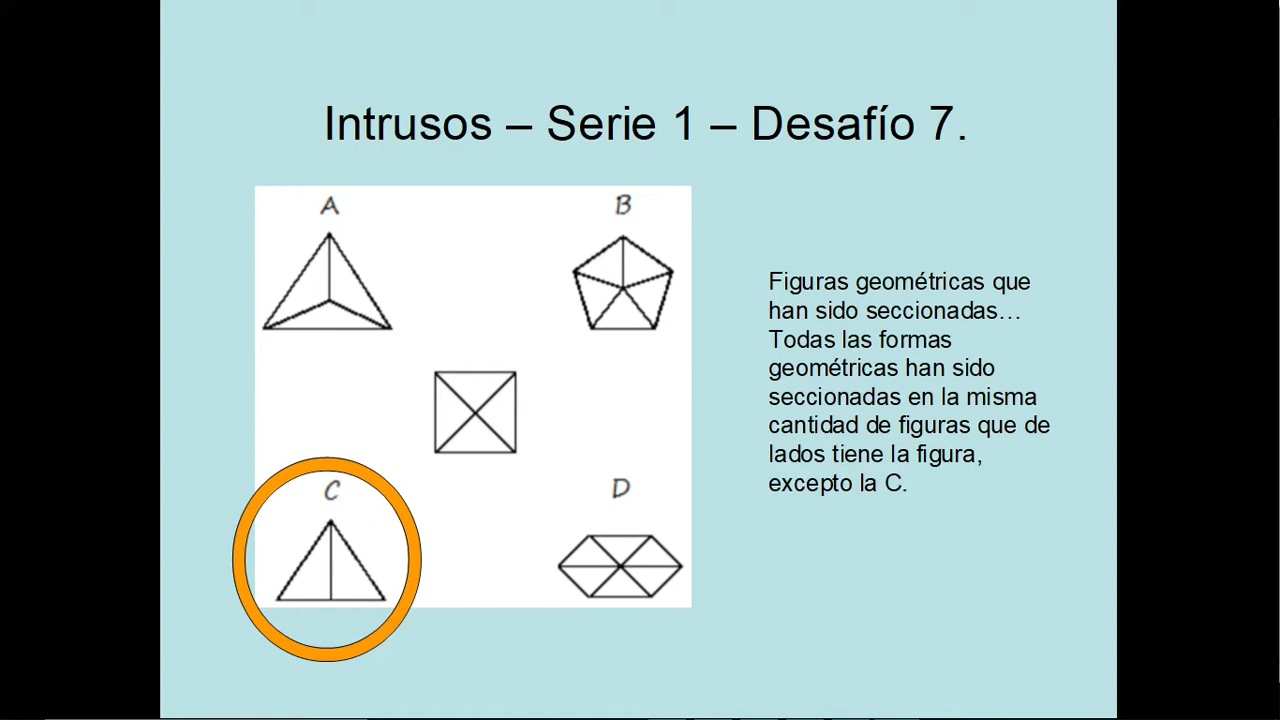 Intrusos – Serie 1 – Desafío 7.
A
B
C
D
Figuras geométricas que
han sido seccionadas…
Todas las formas
geométricas han sido
seccionadas en la misma
cantidad de figuras que de
lados tiene la figura,
excepto la C.